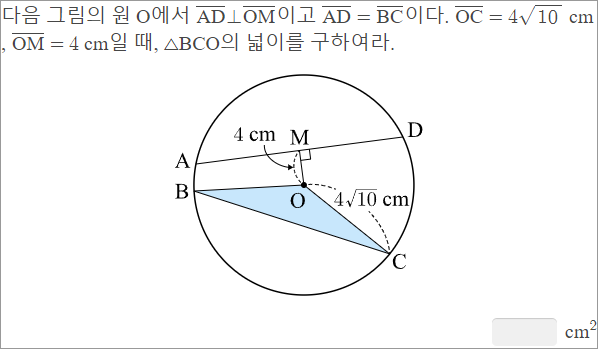 다음 그림의 원 O에서 AD⊥OM이고 AD = BC이다. OC = 4√10 cm
, OM = 4 cm일 때, △BCO의 넓이를 구하여라.
4 cm M D
A
B
O 4√10 cm
C
cm²